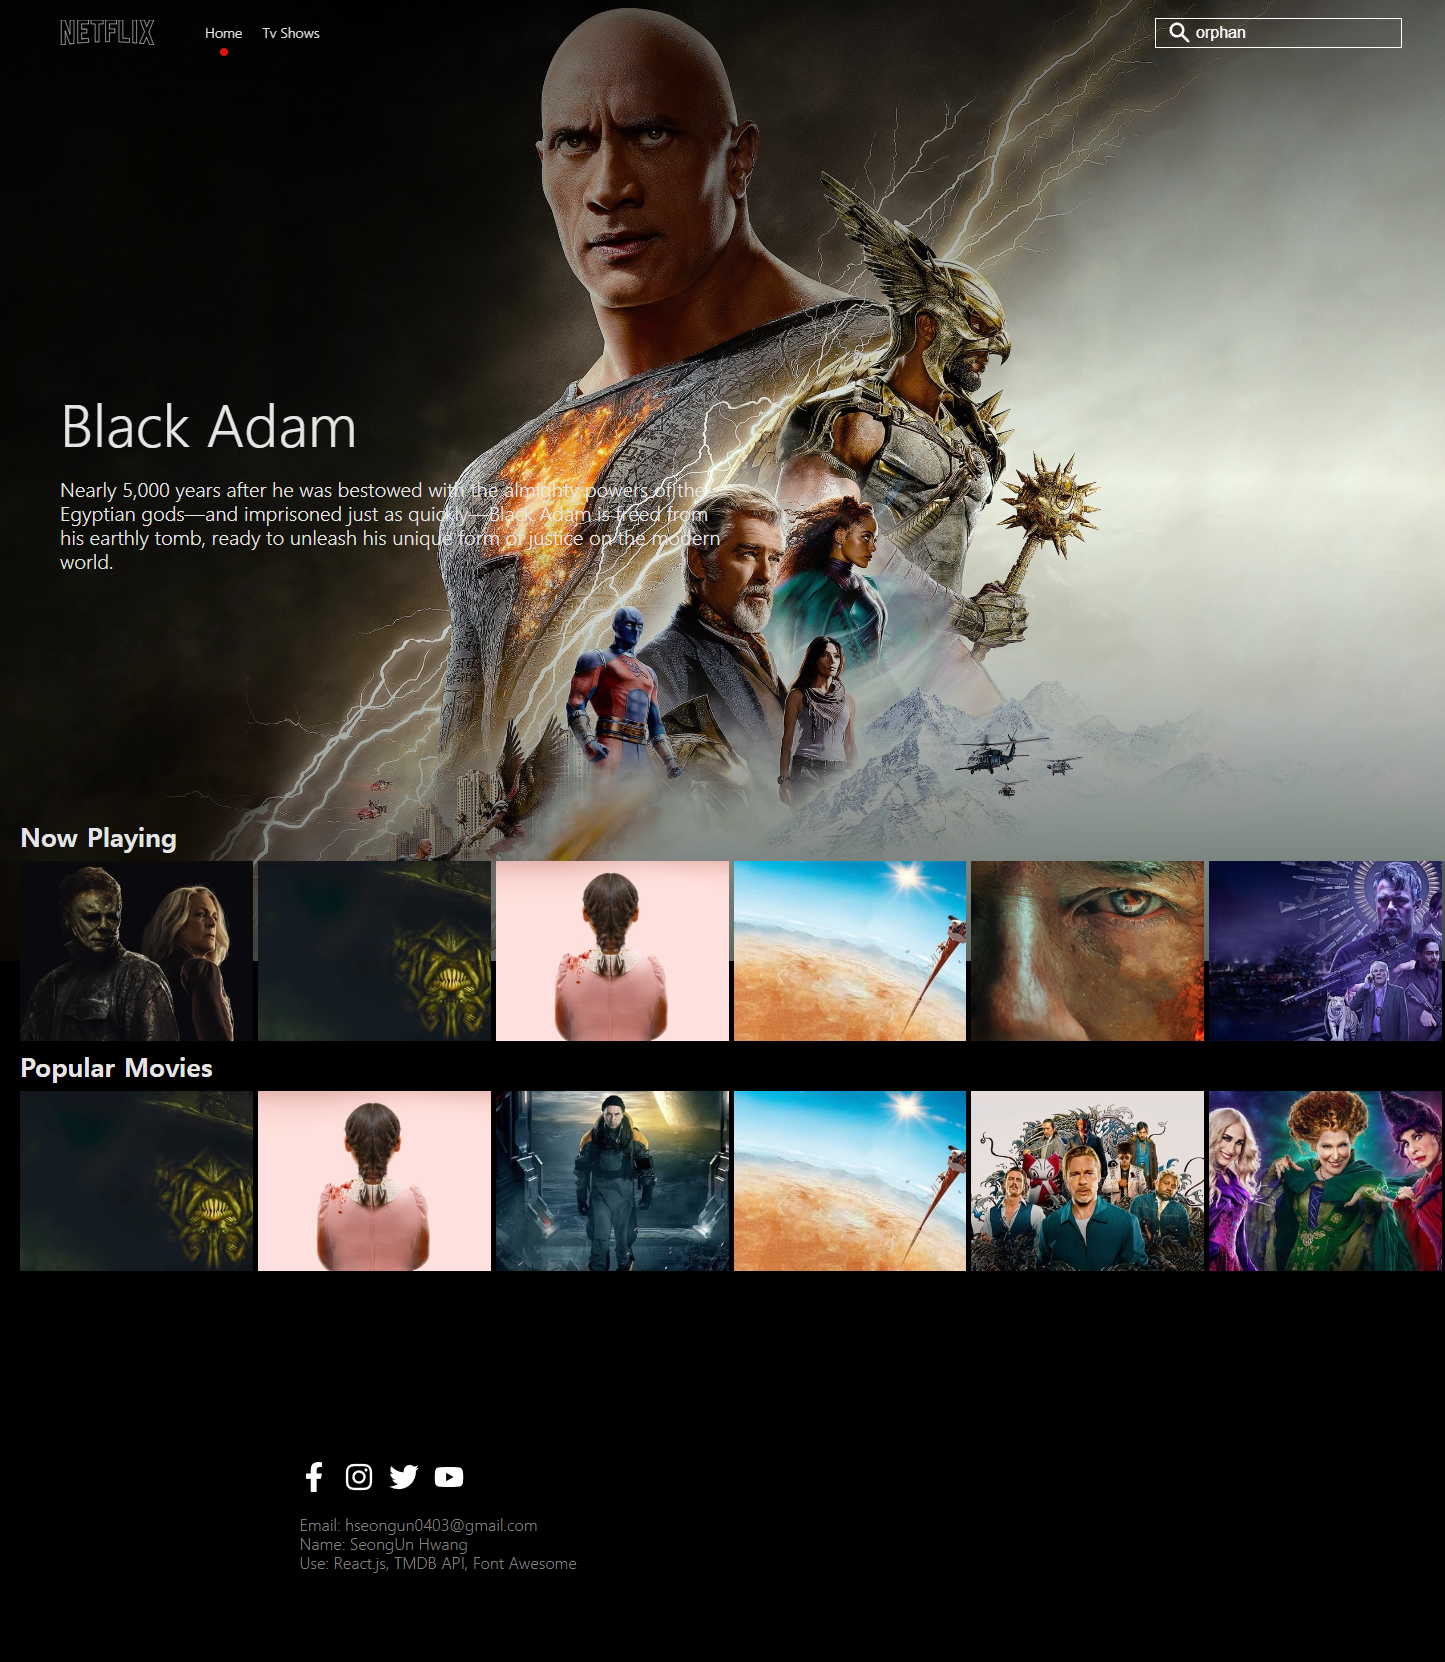 NETFLIX
Home
Tv Shows
orphan
Black Adam
Nearly 5,000 years after he was bestowed with the almighty powers of the
Egyptian gods—and imprisoned just as quickly—Black Adam is freed from
his earthly tomb, ready to unleash his unique form of justice on the modern
world.
Now Playing
Popular Movies
Email: hseongun0403@gmail.com
Name: SeongUn Hwang
Use: React.js, TMDB API, Font Awesome